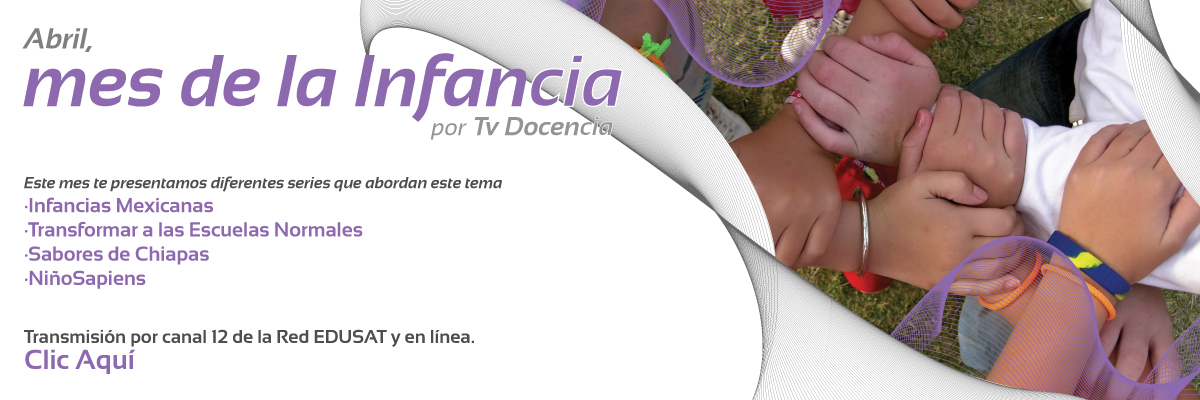 Abril,
mes de la Infancia
por Tv Docencia
Este mes te presentamos diferentes series que abordan este tema
·Infancias Mexicanas
·Transformar a las Escuelas Normales
·Sabores de Chiapas
·NiñoSapiens
Transmisión por canal 12 de la Red EDUSAT y en línea.
Clic Aquí